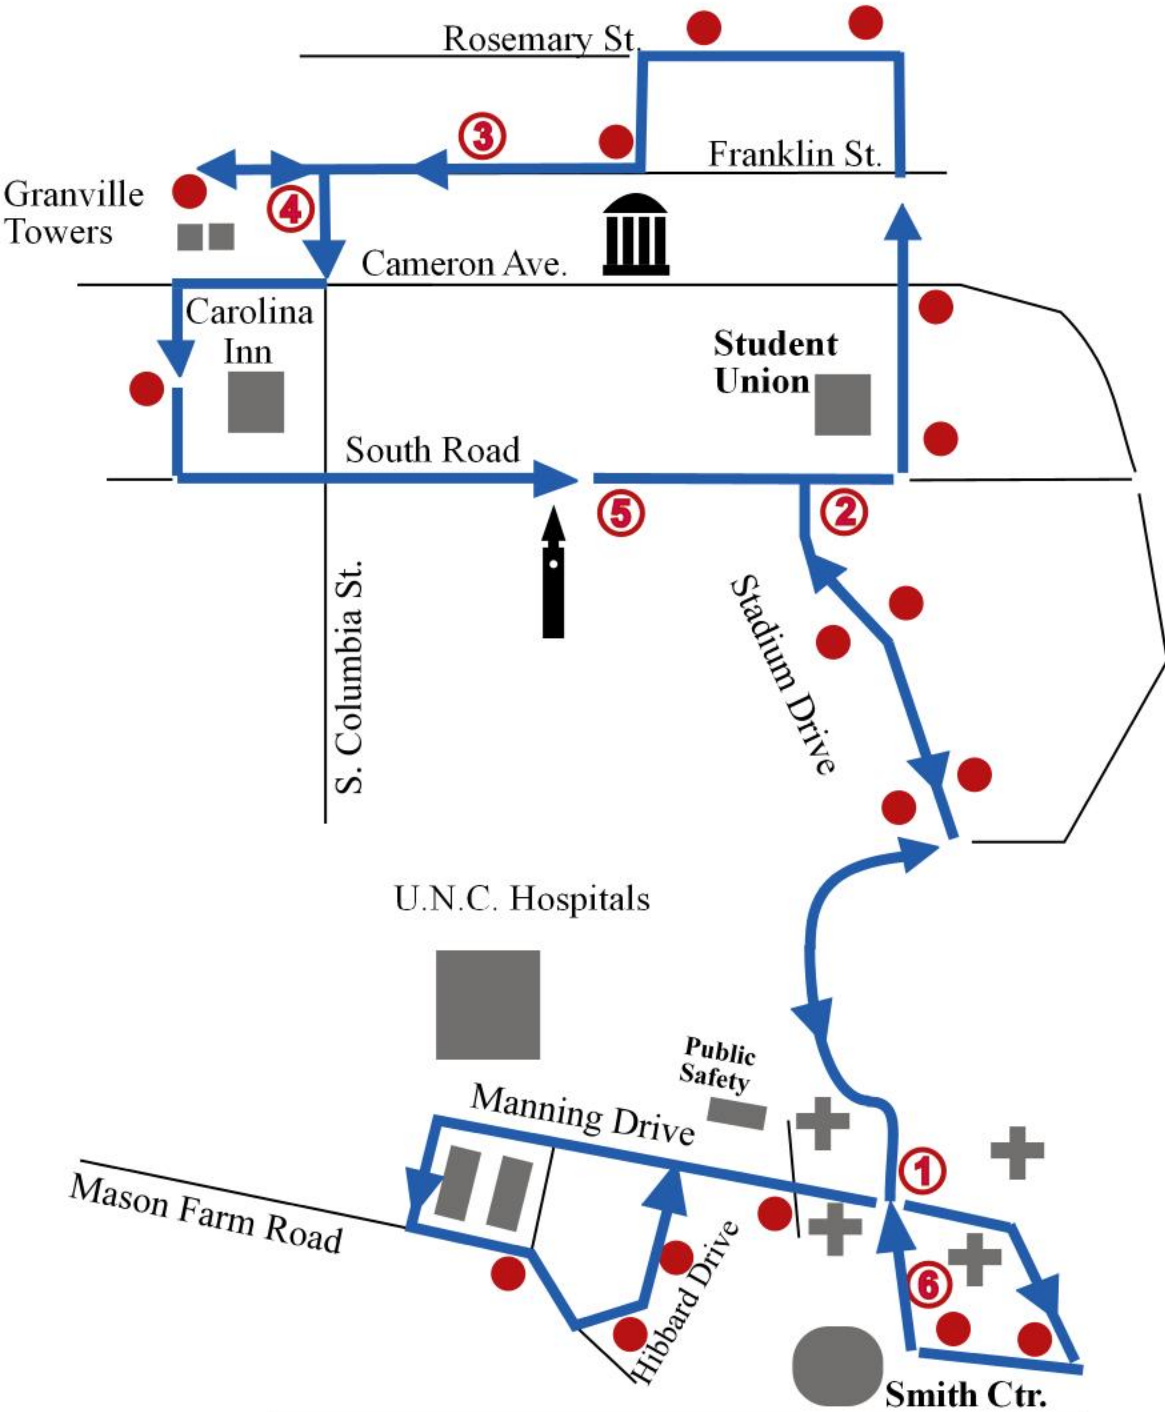 Rosemary St.
3
Franklin St.
Granville
Towers
4
Cameron Ave.
Carolina
Inn
Student
Union
South Road
5
2
S. Columbia St.
Stadium Drive
U.N.C. Hospitals
Public
Safety
Manning Drive
1
Mason Farm Road
Hibbard Drive
6
Smith Ctr.